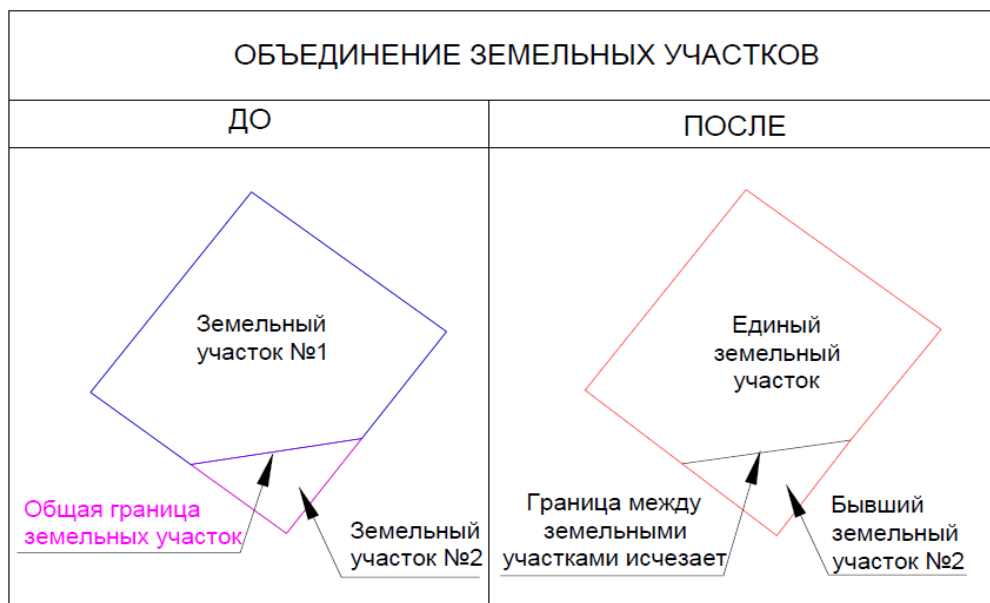 ОБЪЕДИНЕНИЕ ЗЕМЕЛЬНЫХ УЧАСТКОВ
ДО
ПОСЛЕ
Земельный
участок №1
Общая граница
земельных участок
Земельный
участок №2
Единый
земельный
участок
Граница между
земельными
участками исчезает
Бывший
земельный
участок №2